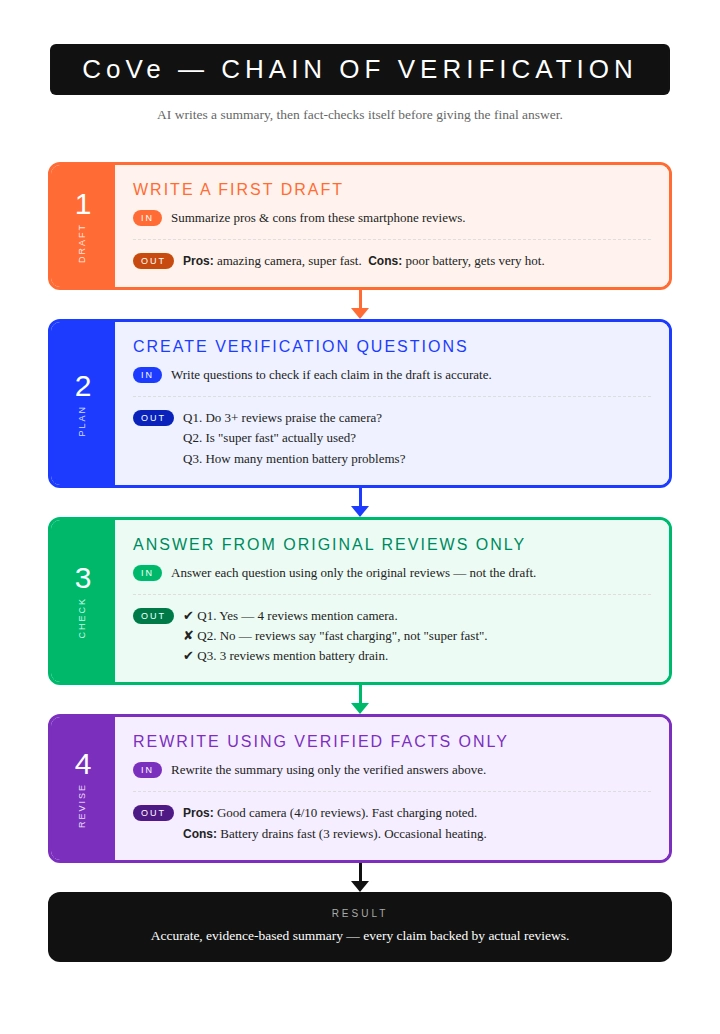 CoVe — CHAIN OF VERIFICATION
AI writes a summary, then fact-checks itself before giving the final answer.
1
DRAFT
WRITE A FIRST DRAFT
IN Summarize pros & cons from these smartphone reviews.
OUT Pros: amazing camera, super fast. Cons: poor battery, gets very hot.
2
PLAN
CREATE VERIFICATION QUESTIONS
IN Write questions to check if each claim in the draft is accurate.
OUT Q1. Do 3+ reviews praise the camera?
Q2. Is "super fast" actually used?
Q3. How many mention battery problems?
3
CHECK
ANSWER FROM ORIGINAL REVIEWS ONLY
IN Answer each question using only the original reviews — not the draft.
OUT ✔ Q1. Yes — 4 reviews mention camera.
✘ Q2. No — reviews say "fast charging", not "super fast".
✔ Q3. 3 reviews mention battery drain.
4
REVISE
REWRITE USING VERIFIED FACTS ONLY
IN Rewrite the summary using only the verified answers above.
OUT Pros: Good camera (4/10 reviews). Fast charging noted.
Cons: Battery drains fast (3 reviews). Occasional heating.
RESULT
Accurate, evidence-based summary — every claim backed by actual reviews.